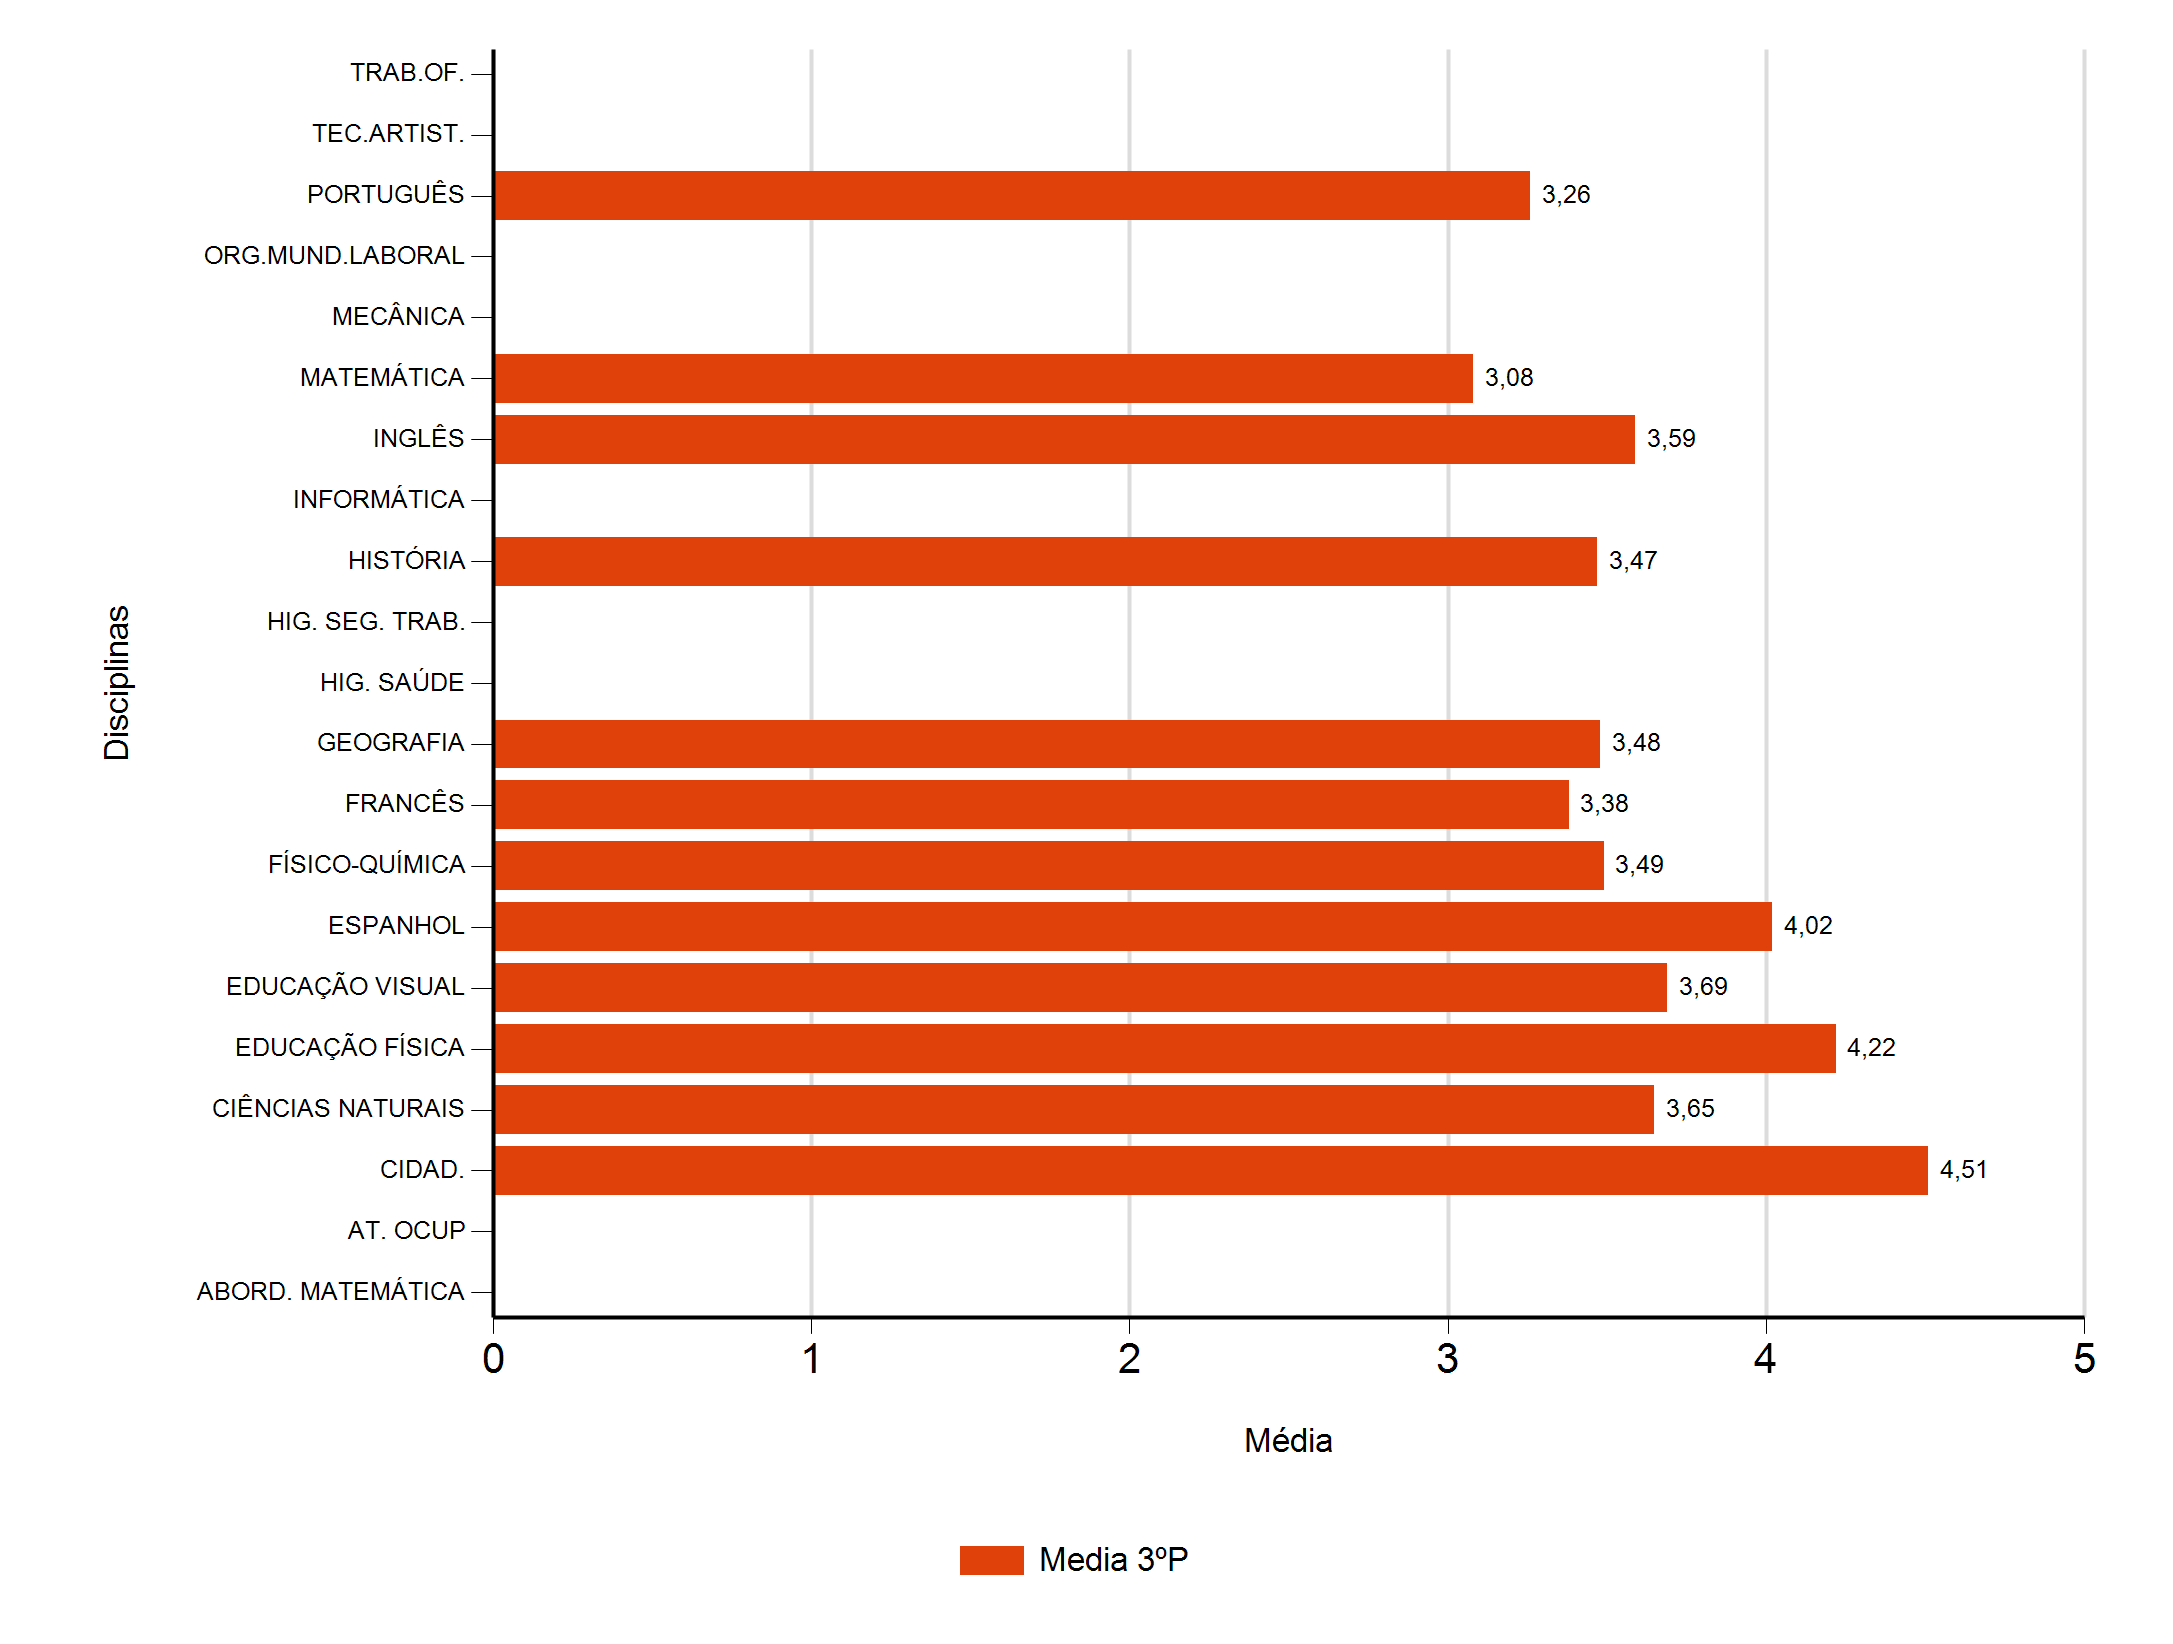 TRAB.OF.
TEC.ARTIST.
PORTUGUÊS 3,26
ORG.MUND.LABORAL
MECÂNICA
MATEMÁTICA 3,08
INGLÊS 3,59
INFORMÁTICA
HISTÓRIA 3,47
HIG. SEG. TRAB.
HIG. SAÚDE
GEOGRAFIA 3,48
FRANCÊS 3,38
FÍSICO-QUÍMICA 3,49
ESPANHOL 4,02
EDUCAÇÃO VISUAL 3,69
EDUCAÇÃO FÍSICA 4,22
CIÊNCIAS NATURAIS 3,65
CIDAD. 4,51
AT. OCUP
ABORD. MATEMÁTICA
Disciplinas
0 1 2 3 4 5
Média
Media 3ºP